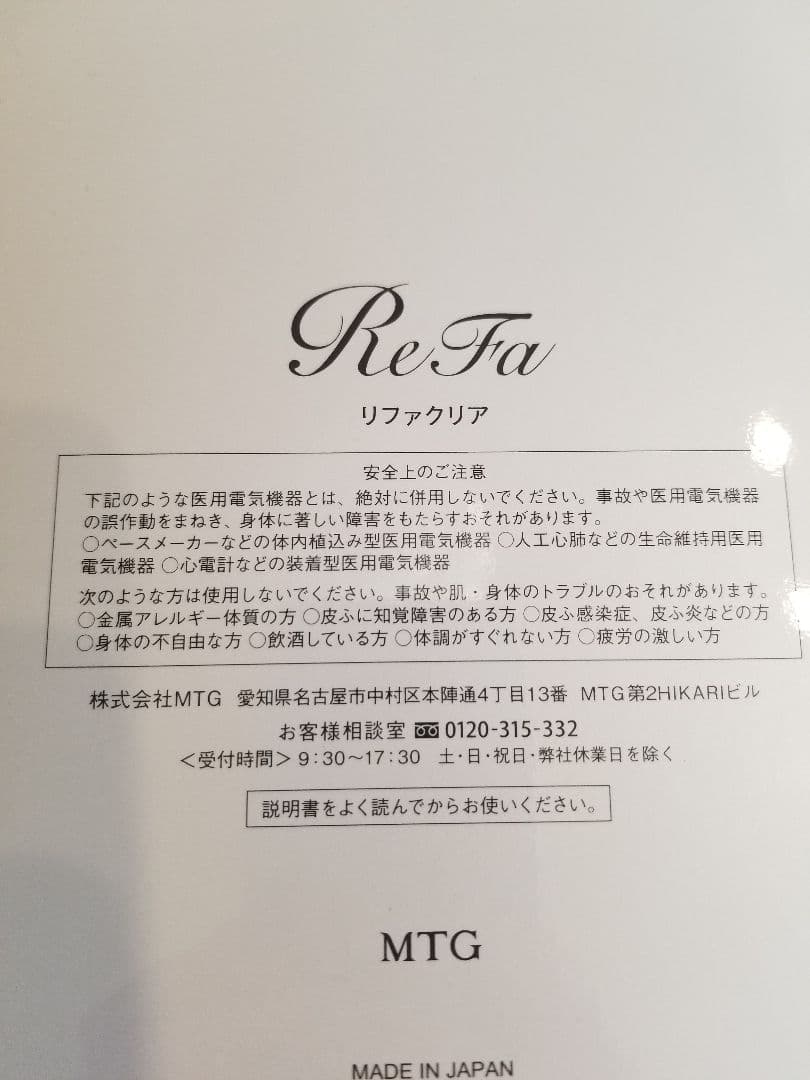 ReFa
リファクリア
安全上のご注意
下記のような医用電気機器とは、絶対に併用しないでください。事故や医用電気機器
の誤作動をまねき、身体に著しい障害をもたらすおそれがあります。
○ペースメーカーなどの体内植込み型医用電気機器 ○人工心肺などの生命維持用医用
電気機器 ○心電計などの装着型医用電気機器
次のような方は使用しないでください。事故や肌・身体のトラブルのおそれがあります。
○金属アレルギー体質の方 ○皮ふに知覚障害のある方 ○皮ふ感染症、皮ふ炎などの方
○身体の不自由な方 ○飲酒している方 ○体調がすぐれない方 ○疲労の激しい方
株式会社MTG 愛知県名古屋市中村区本陣通4丁目13番 MTG第2HIKARIビル
お客様相談室 0120-315-332
＜受付時間＞9:30〜17:30 土・日・祝日・弊社休業日を除く
説明書をよく読んでからお使いください。
MTG
MADE IN JAPAN